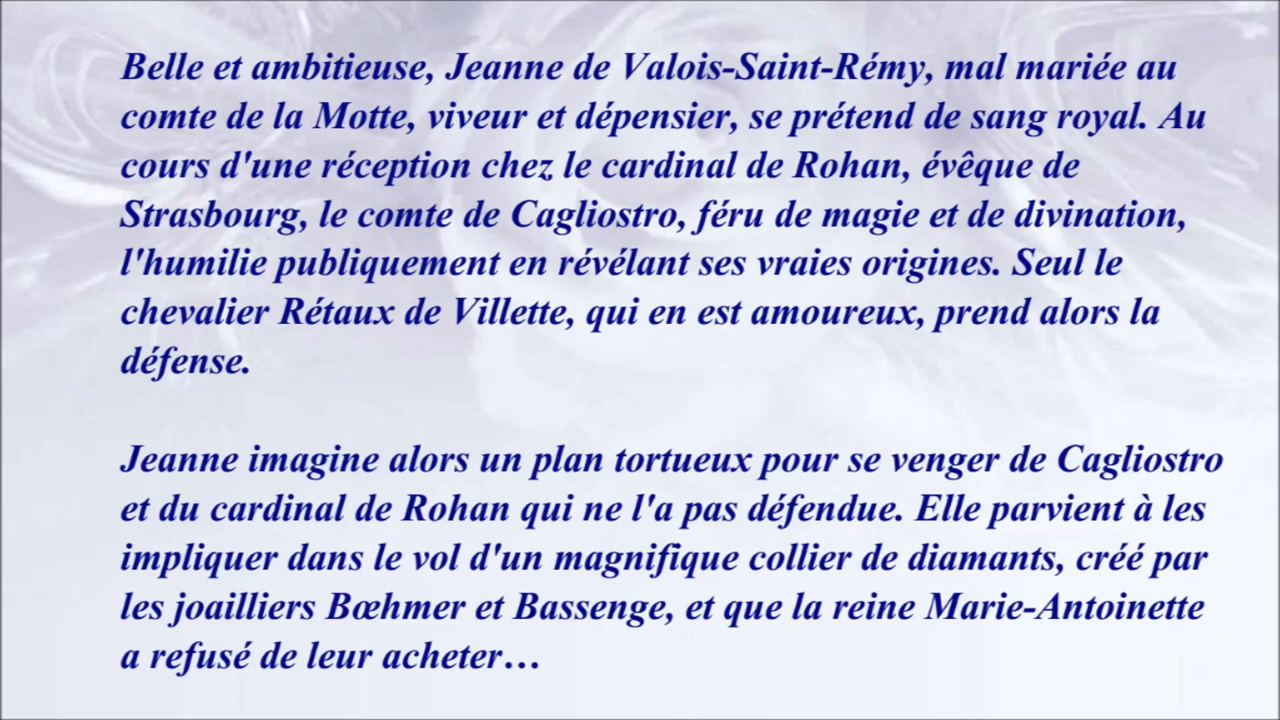 Belle et ambitieuse, Jeanne de Valois-Saint-Rémy, mal mariée au
comte de la Motte, viveur et dépensier, se prétend de sang royal. Au
cours d'une réception chez le cardinal de Rohan, évêque de
Strasbourg, le comte de Cagliostro, féru de magie et de divination,
l'humilie publiquement en révélant ses vraies origines. Seul le
chevalier Rétaux de Villette, qui en est amoureux, prend alors la
défense.
Jeanne imagine alors un plan tortueux pour se venger de Cagliostro
et du cardinal de Rohan qui ne l'a pas défendue. Elle parvient à les
impliquer dans le vol d'un magnifique collier de diamants, créé par
les joailliers Bœhmer et Bassenge, et que la reine Marie-Antoinette
a refusé de leur acheter…